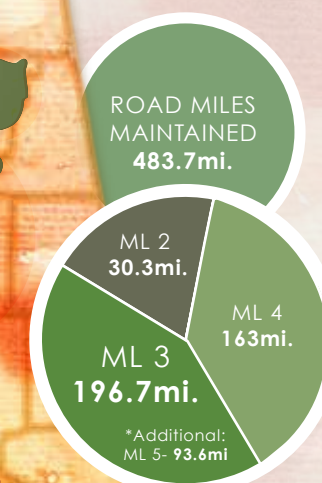 ROAD MILES
MAINTAINED
483.7mi.
ML 2
30.3mi.
ML 4
163mi.
ML 3
196.7mi.
*Additional:
ML 5- 93.6mi